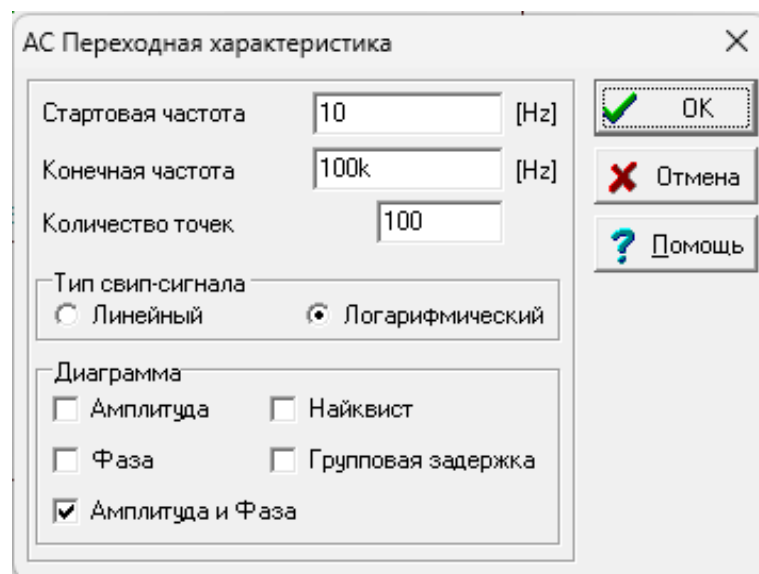 АС Переходная характеристика
Стартовая частота 10 [Hz]
Конечная частота 100k [Hz]
Количество точек 100
Тип свип-сигнала
Линейный Логарифмический
Диаграмма
Амплитуда Найквист
Фаза Групповая задержка
Амплитуда и Фаза
OK
Отмена
? Помощь